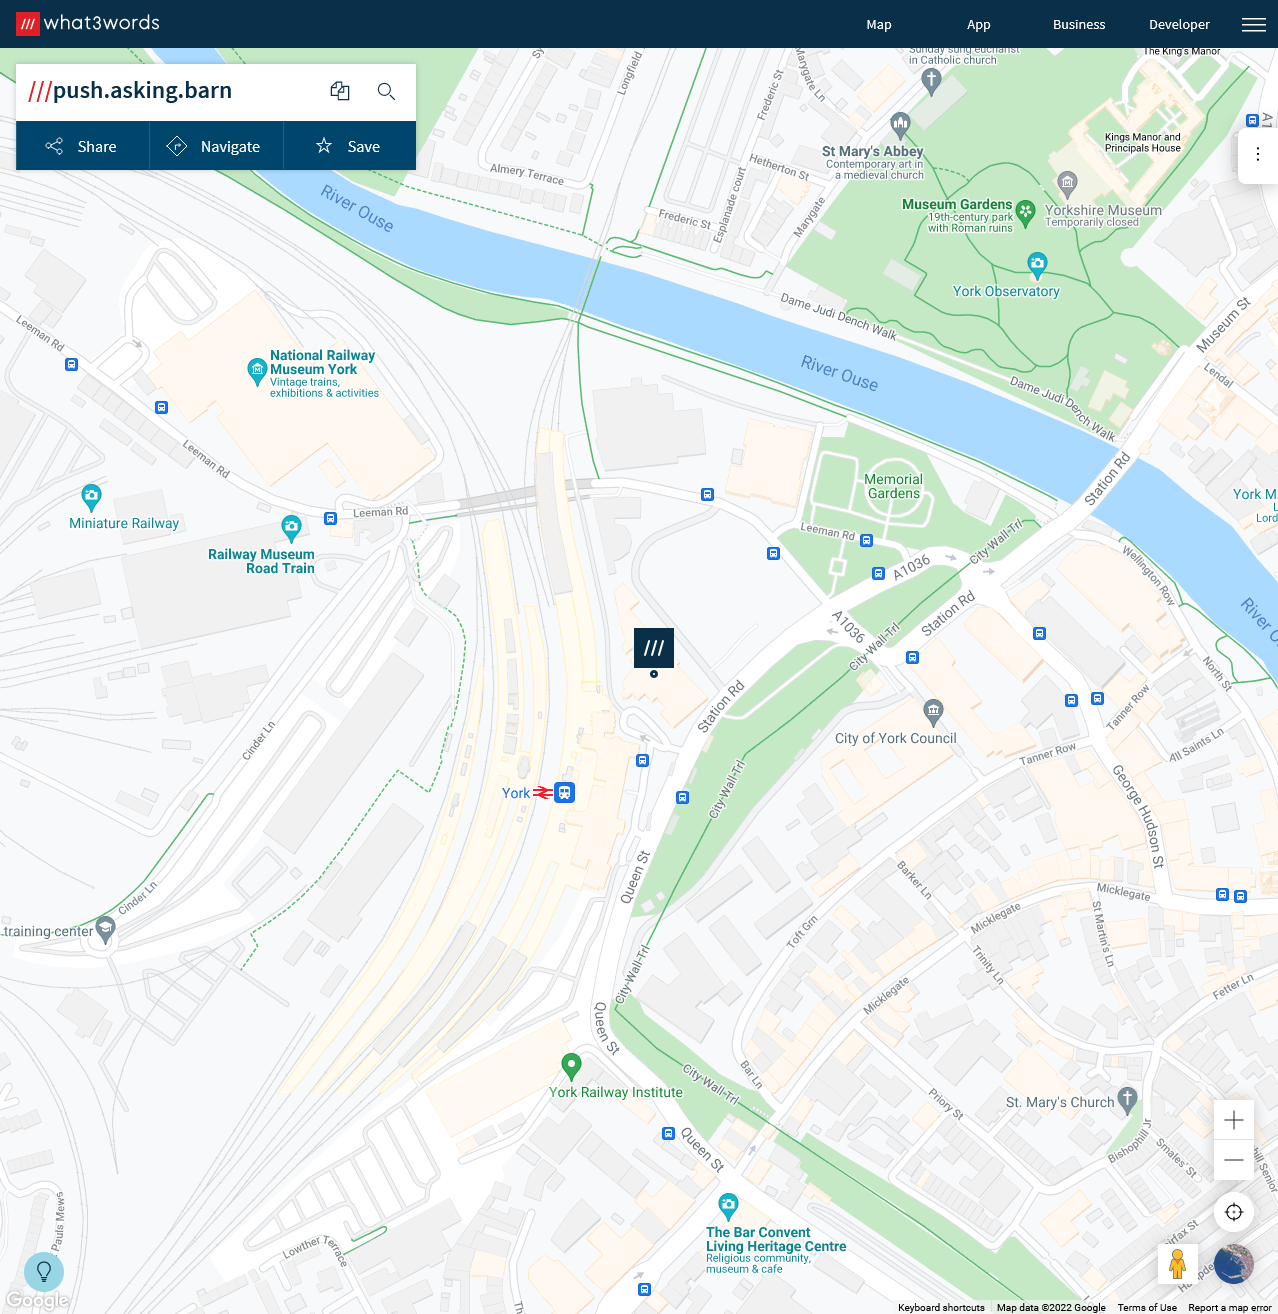 /// what3words
Map
App
Business
Developer
///push.asking.barn
Share
Navigate
Save
Longfield
Frederic St
Marygate Ln
Sunday sung eucharist
in Catholic church
The King's Manor
A1
Kings Manor and
Principals House
St Mary's Abbey
Contemporary art in
a medieval church
Almery Terrace
Hetherton St
River Ouse
Frederic St
Esplanade court
Marygate
Museum Gardens
19th-century park
with Roman ruins
Yorkshire Museum
Temporarily closed
York Observatory
Dame Judi Dench Walk
Museum St
Leeman Rd
National Railway
Museum York
Vintage trains,
exhibitions & activities
River Ouse
Dame Judi Dench Walk
Lendal
Leeman Rd
Station Rd
Memorial
Gardens
Miniature Railway
Leeman Rd
Railway Museum
Road Train
Leeman Rd
City Wall Trl
A1036
York M
L
Lord
Wellington Row
Station Rd
River O
A1036
City Wall Trl
///
North St
Station Rd
City of York Council
Tanner Row
All Saints Ln
Tanner Row
Cinder Ln
City Wall Trl
York
George Hudson St
Queen St
Cinder Ln
Barker Ln
Micklegate
Micklegate
St Martin's Ln
training center
Toft Grn
City Wall Trl
Trinity Ln
Micklegate
Fetter Ln
Queen St
York Railway Institute
City Wall Trl
Bar Ln
Priory St
St. Mary's Church
Queen St
Bishophill Jr
Smales' St
hill Senior
Pauls Mews
Lowther Terrace
The Bar Convent
Living Heritage Centre
Religious community,
museum & cafe
Fairfax St
Google
Keyboard shortcuts
Map data ©2022 Google
Terms of Use
Report a map error